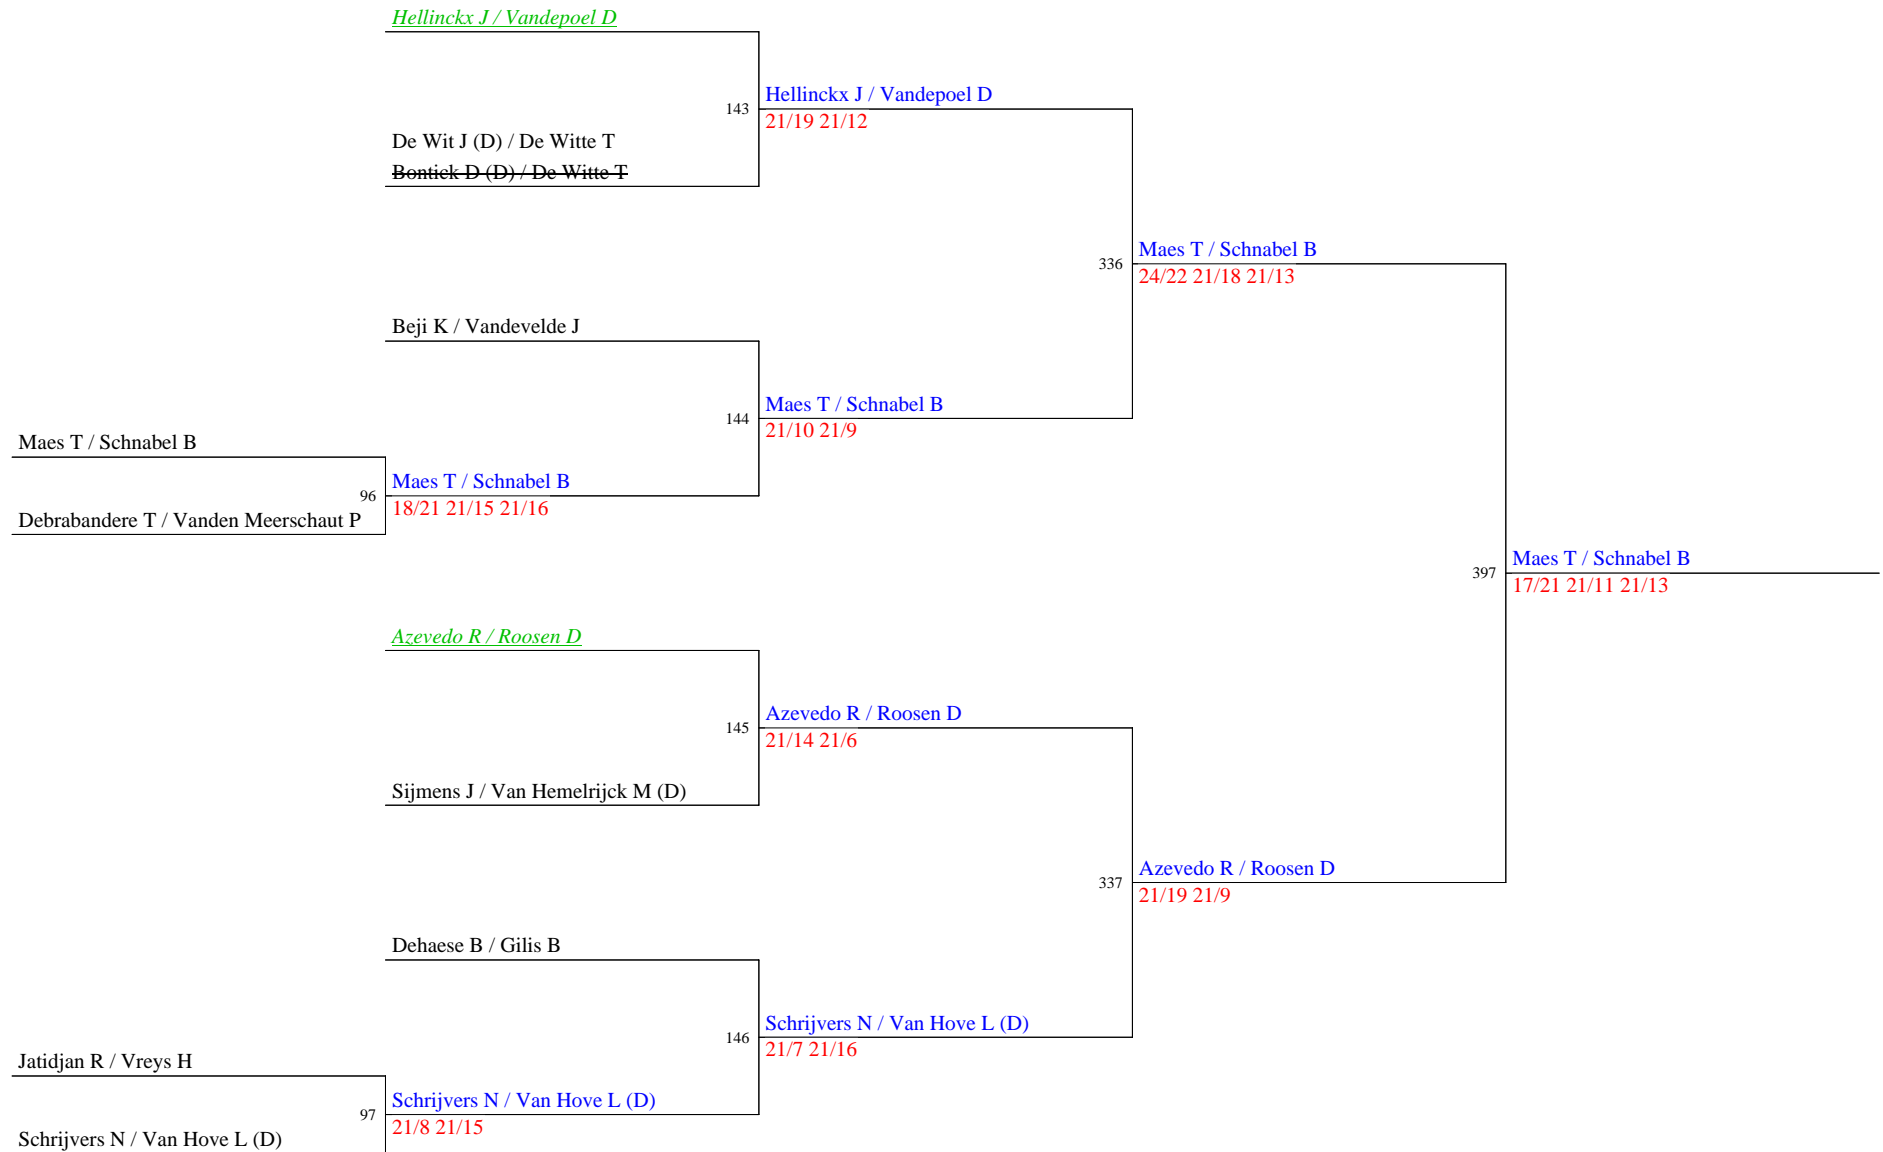 Hellinckx J / Vandepoel D
143
Hellinckx J / Vandepoel D
21/19 21/12
De Wit J (D) / De Witte T
Bontick D (D) / De Witte T
336
Maes T / Schnabel B
24/22 21/18 21/13
Beji K / Vandevelde J
144
Maes T / Schnabel B
21/10 21/9
Maes T / Schnabel B
96
Maes T / Schnabel B
18/21 21/15 21/16
Debrabandere T / Vanden Meerschaut P
397
Maes T / Schnabel B
17/21 21/11 21/13
Azevedo R / Roosen D
145
Azevedo R / Roosen D
21/14 21/6
Sijmens J / Van Hemelrijck M (D)
337
Azevedo R / Roosen D
21/19 21/9
Dehaese B / Gilis B
146
Schrijvers N / Van Hove L (D)
21/7 21/16
Jatidjan R / Vreys H
97
Schrijvers N / Van Hove L (D)
21/8 21/15
Schrijvers N / Van Hove L (D)